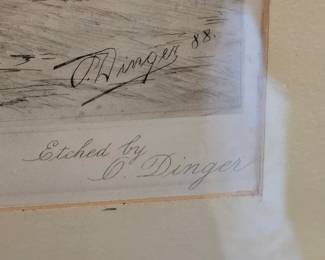 O. Dinger 88.
Etched by
O. Dinger